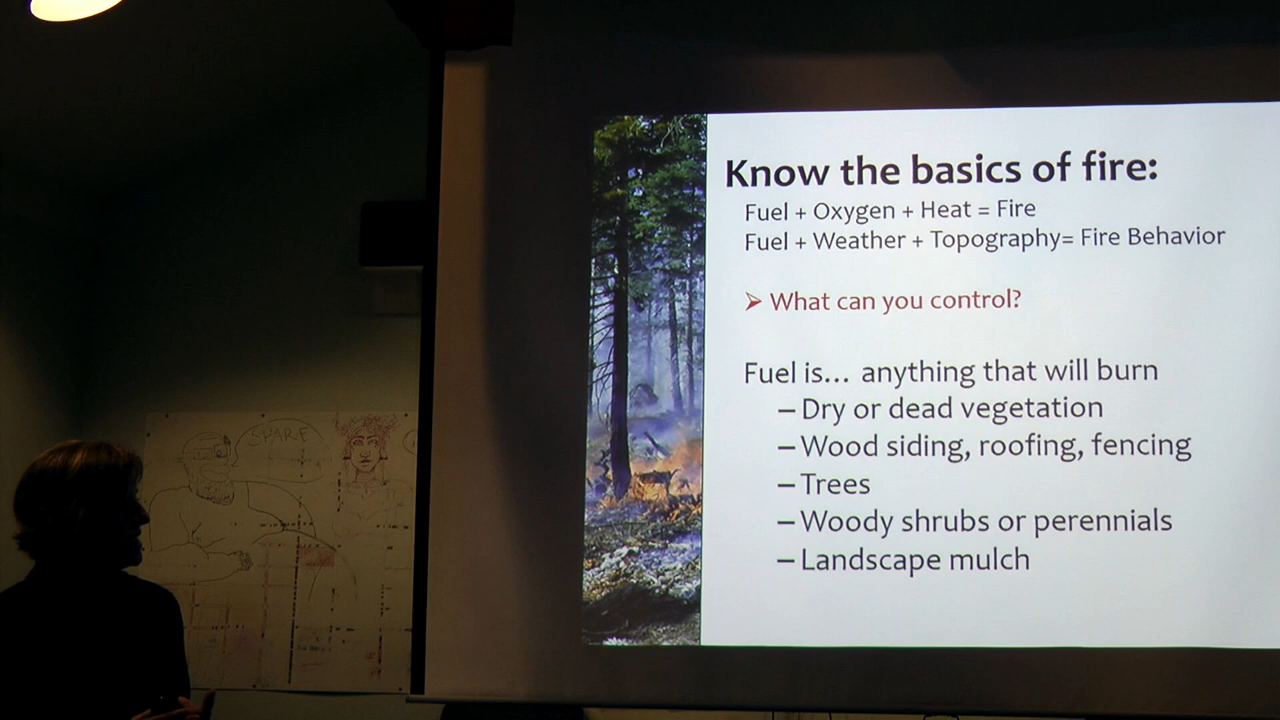 Know the basics of fire:
Fuel + Oxygen + Heat = Fire
Fuel + Weather + Topography= Fire Behavior
➢ What can you control?
Fuel is... anything that will burn
– Dry or dead vegetation
– Wood siding, roofing, fencing
– Trees
– Woody shrubs or perennials
– Landscape mulch
SPARE